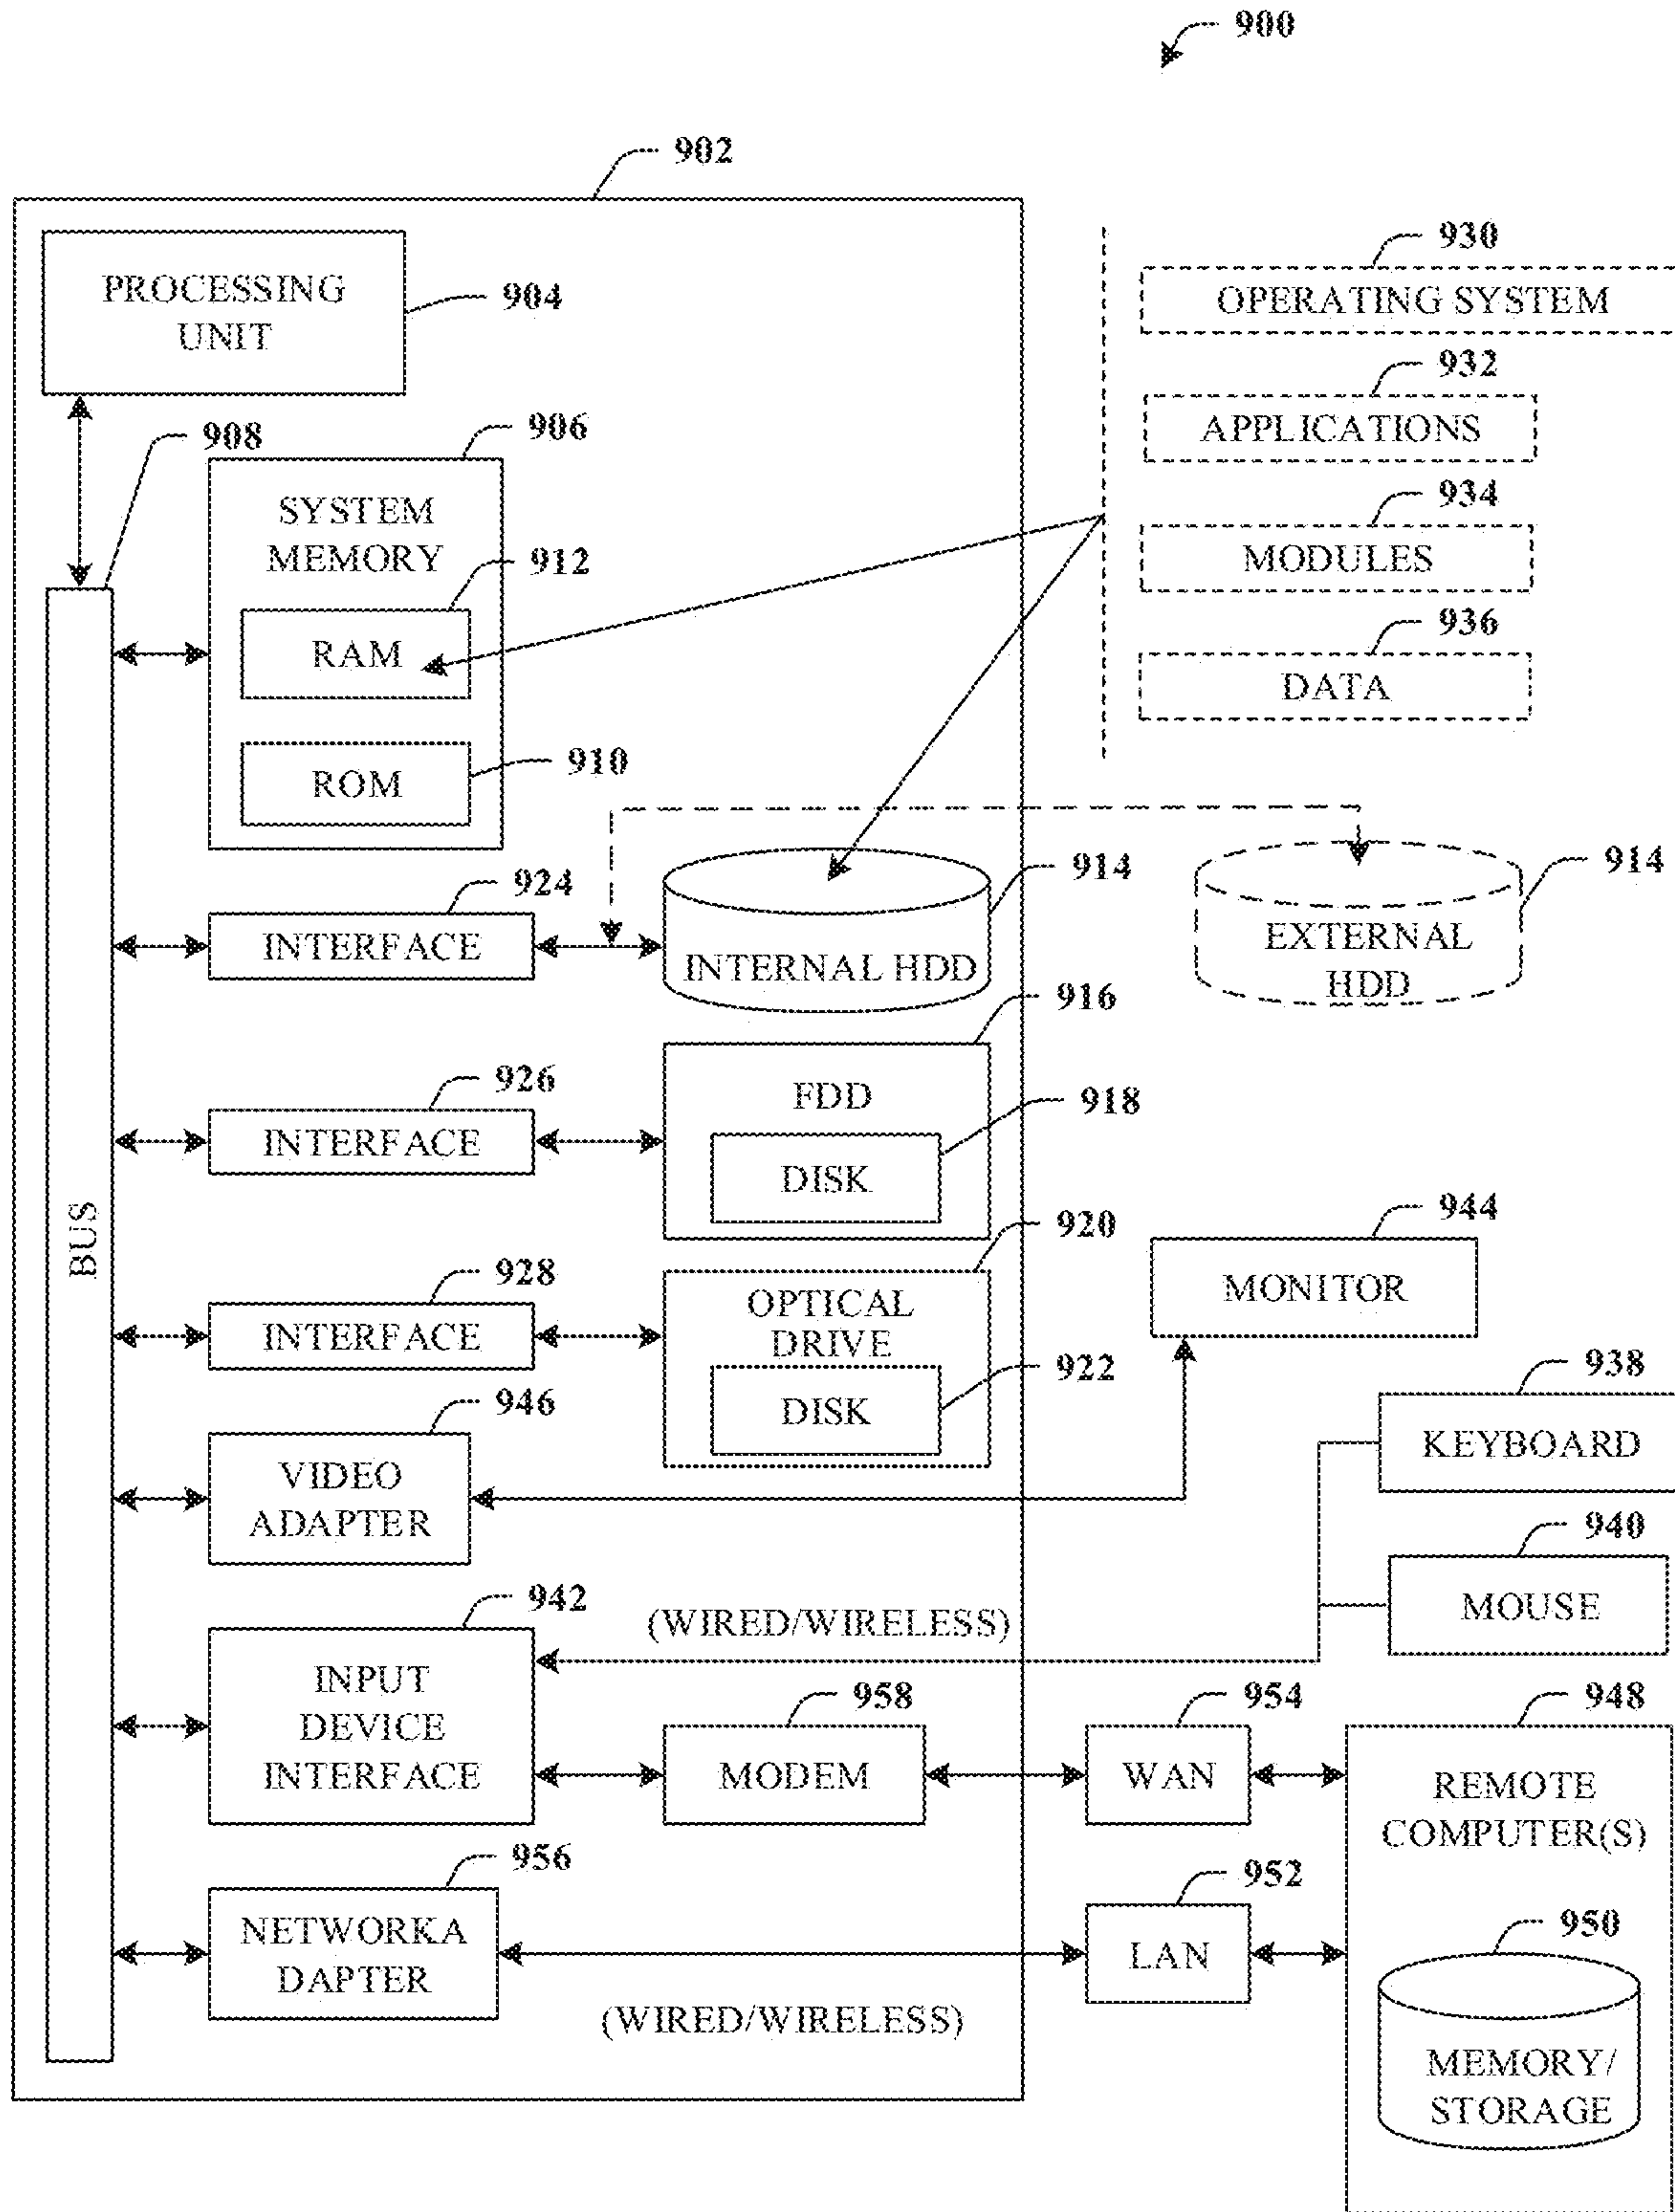 900
902
PROCESSING
UNIT
904
930
OPERATING SYSTEM
932
APPLICATIONS
934
MODULES
936
DATA
908
906
SYSTEM
MEMORY
912
RAM
910
ROM
924
INTERFACE
914
INTERNAL HDD
914
EXTERNAL
HDD
926
INTERFACE
916
FDD
918
DISK
BUS
928
INTERFACE
920
OPTICAL
DRIVE
922
DISK
944
MONITOR
946
VIDEO
ADAPTER
938
KEYBOARD
940
MOUSE
942
INPUT
DEVICE
INTERFACE
(WIRED/WIRELESS)
958
MODEM
954
WAN
948
REMOTE
COMPUTER(S)
956
NETWORKA
DAPTER
(WIRED/WIRELESS)
952
LAN
950
MEMORY/
STORAGE